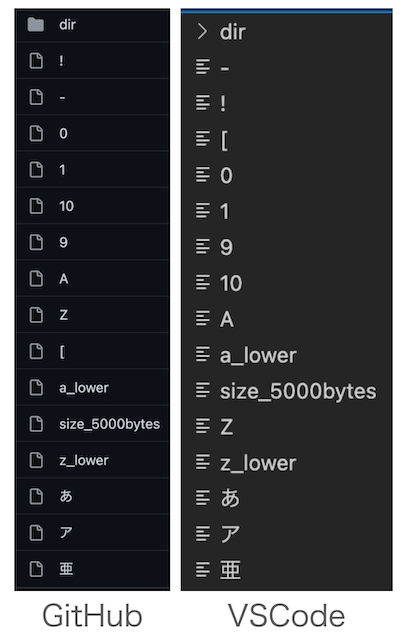 dir
!
-
0
1
10
9
A
Z
[
a_lower
size_5000bytes
z_lower
あ
ア
亜
GitHub
dir
-
!
[
0
1
9
10
A
a_lower
size_5000bytes
Z
z_lower
あ
ア
亜
VSCode